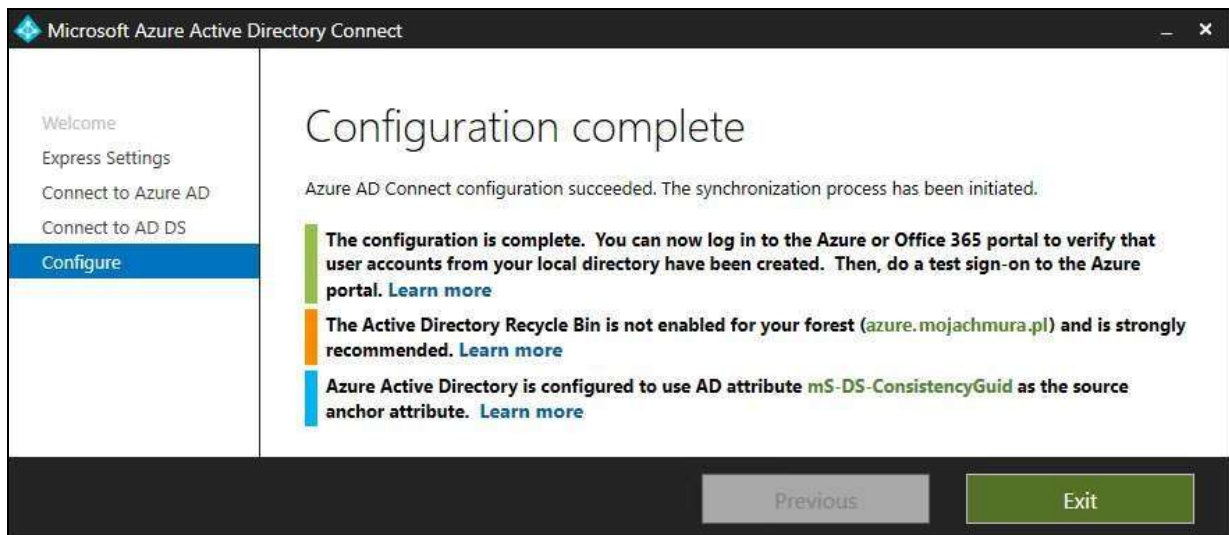 Microsoft Azure Active Directory Connect
Welcome
Express Settings
Connect to Azure AD
Connect to AD DS
Configure
Configuration complete
Azure AD Connect configuration succeeded. The synchronization process has been initiated.
The configuration is complete. You can now log in to the Azure or Office 365 portal to verify that
user accounts from your local directory have been created. Then, do a test sign-on to the Azure
portal. Learn more
The Active Directory Recycle Bin is not enabled for your forest (azure.mojachmura.pl) and is strongly
recommended. Learn more
Azure Active Directory is configured to use AD attribute mS-DS-ConsistencyGuid as the source
anchor attribute. Learn more
Previous
Exit